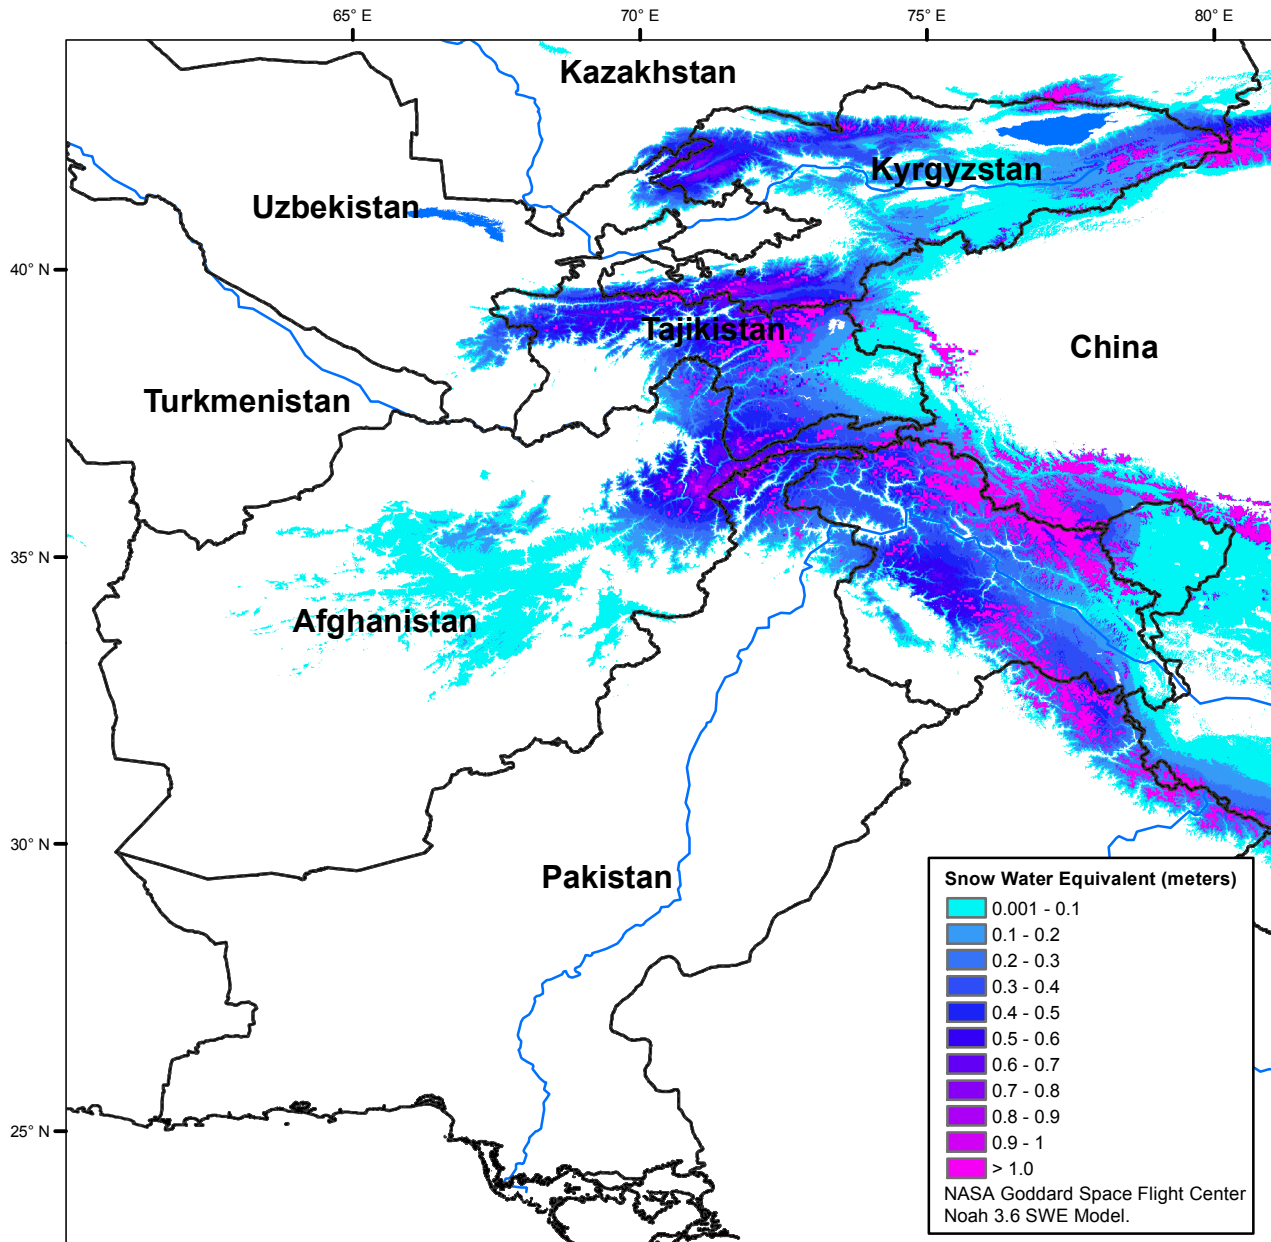 65° E
70° E
75° E
80° E
Kazakhstan
Kyrgyzstan
Uzbekistan
40° N
Tajikistan
China
Turkmenistan
35° N
Afghanistan
30° N
Pakistan
25° N
Snow Water Equivalent (meters)
0.001 - 0.1
0.1 - 0.2
0.2 - 0.3
0.3 - 0.4
0.4 - 0.5
0.5 - 0.6
0.6 - 0.7
0.7 - 0.8
0.8 - 0.9
0.9 - 1
> 1.0
NASA Goddard Space Flight Center
Noah 3.6 SWE Model.